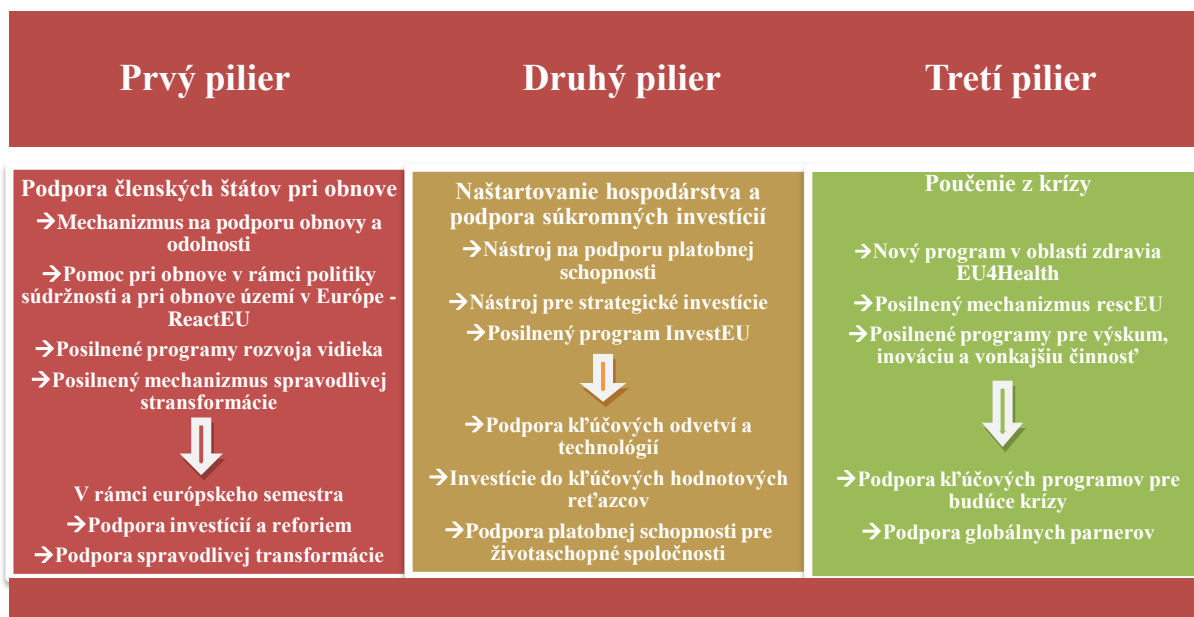 Prvý pilier
Druhý pilier
Tretí pilier
Podpora členských štátov pri obnove
→Mechanizmus na podporu obnovy a
odolnosti
→Pomoc pri obnove v rámci politiky
súdržnosti a pri obnove území v Európe -
ReactEU
→Posilnené programy rozvoja vidieka
→Posilnený mechanizmus spravodlivej
stransformácie
V rámci európskeho semestra
→Podpora investícií a reforiem
→Podpora spravodlivej transformácie
Naštartovanie hospodárstva a
podpora súkromných investícií
→Nástroj na podporu platobnej
schopnosti
→Nástroj pre strategické investície
→Posilnený program InvestEU
→Podpora kľúčových odvetví a
technológií
→Investície do kľúčových hodnotových
reťazcov
→Podpora platobnej schopnosti pre
životaschopné spoločnosti
Poučenie z krízy
→Nový program v oblasti zdravia
EU4Health
→Posilnený mechanizmus rescEU
→Posilnené programy pre výskum,
inováciu a vonkajšiu činnosť
→Podpora kľúčových programov pre
budúce krízy
→Podpora globálnych parnerov